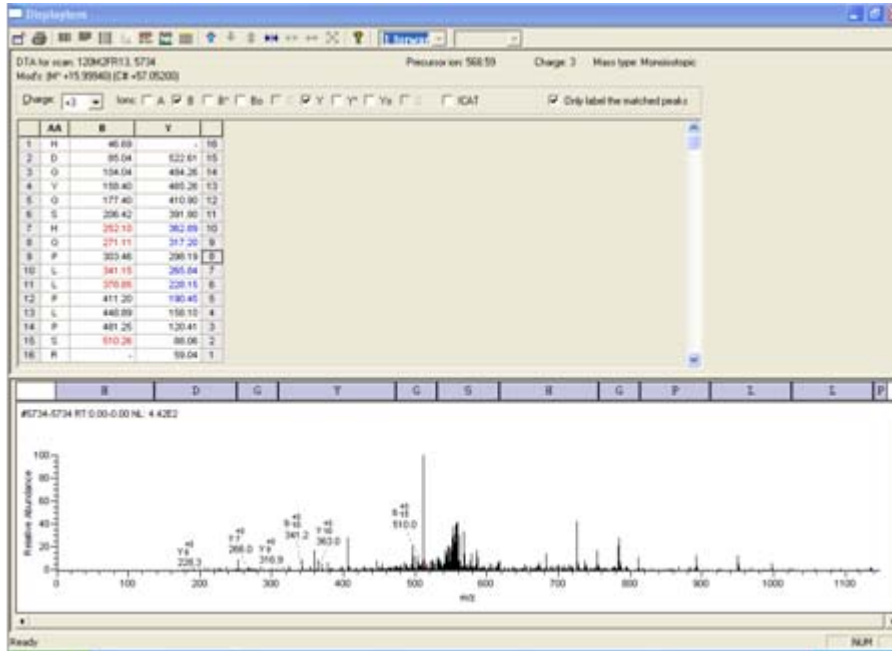 DisplayIons
DTA for scan: 120M2FR13, 5734 Precursor ion: 568.59 Charge: 3 Mass type: Monoisotopic
Mod's: (M* +15.99940) (C# +57.05200)
Charge: +3 Ions: A B B* Bo Y Y* Yo ICAT Only label the matched peaks
AA B Y
1 H 46.69 - 16
2 D 85.04 522.61 15
3 G 104.04 484.26 14
4 Y 158.40 465.26 13
5 G 177.40 410.90 12
6 S 206.42 391.90 11
7 H 252.10 362.89 10
8 G 271.11 317.20 9
9 P 303.46 298.19 8
10 L 341.15 265.84 7
11 L 378.85 228.15 6
12 P 411.20 190.45 5
13 L 448.89 158.10 4
14 P 481.25 120.41 3
15 S 510.26 88.06 2
16 R - 59.04 1
H D G Y G S H G P L L P
#5734-5734 RT:0.00-0.00 NL: 4.42E2
Relative Abundance
100
80
60
40
20
0
228.3
268.0
316.9
341.2
363.0
510.0
0 100 200 300 400 500 600 700 800 900 1000 1100
m/z
Ready NUM